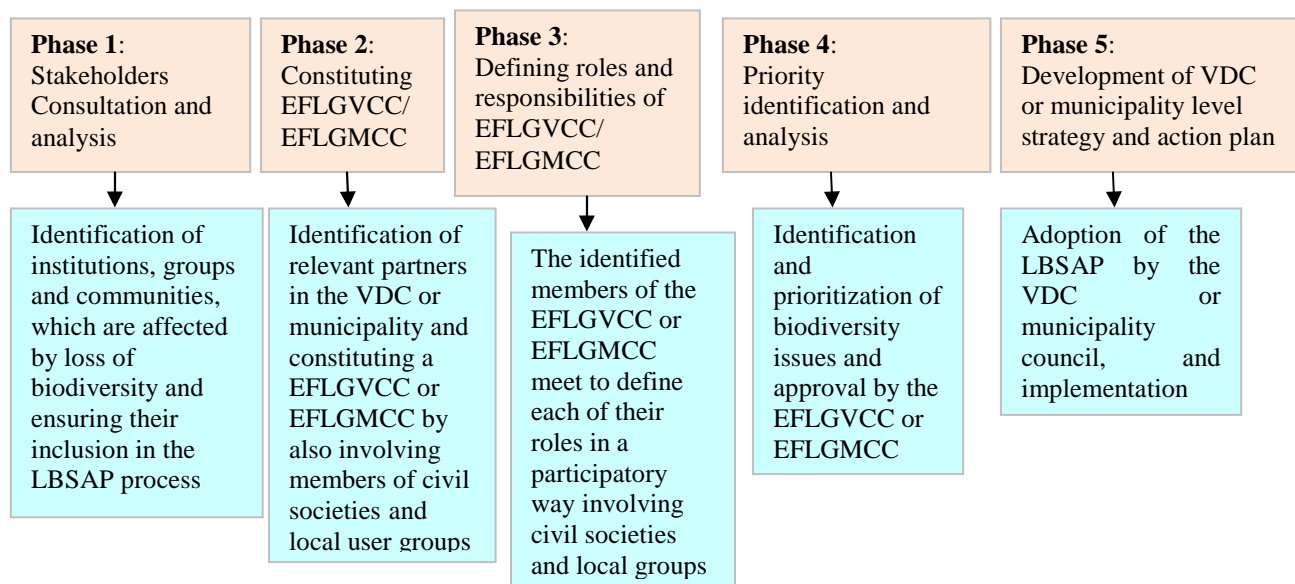 Phase 1:
Stakeholders
Consultation and
analysis
Identification of
institutions, groups
and communities,
which are affected
by loss of
biodiversity and
ensuring their
inclusion in the
LBSAP process
Phase 2:
Constituting
EFLGVCC/
EFLGMCC
Identification of
relevant partners
in the VDC or
municipality and
constituting a
EFLGVCC or
EFLGMCC by
also involving
members of civil
societies and
local user groups
Phase 3:
Defining roles and
responsibilities of
EFLGVCC/
EFLGMCC
The identified
members of the
EFLGVCC or
EFLGMCC
meet to define
each of their
roles in a
participatory
way involving
civil societies
and local groups
Phase 4:
Priority
identification and
analysis
Identification
and
prioritization of
biodiversity
issues and
approval by the
EFLGVCC or
EFLGMCC
Phase 5:
Development of VDC
or municipality level
strategy and action plan
Adoption of the
LBSAP by the
VDC or
municipality
council, and
implementation